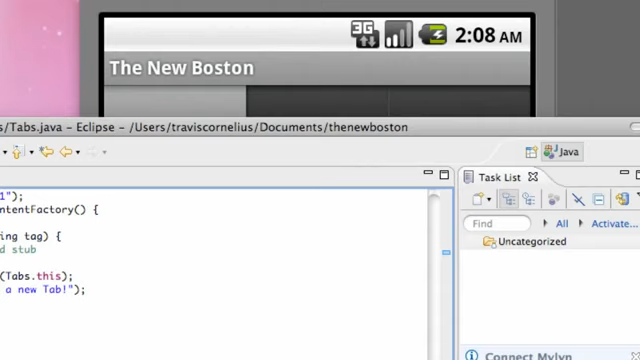 3G 2:08 AM
The New Boston
s/Tabs.java – Eclipse – /Users/traviscornelius/Documents/thenewboston
Java
Task List
1");
ntentFactory() {
Find All Activate...
ing tag) {
Uncategorized
d stub
(Tabs.this);
a new Tab!");
Connect Mylyn